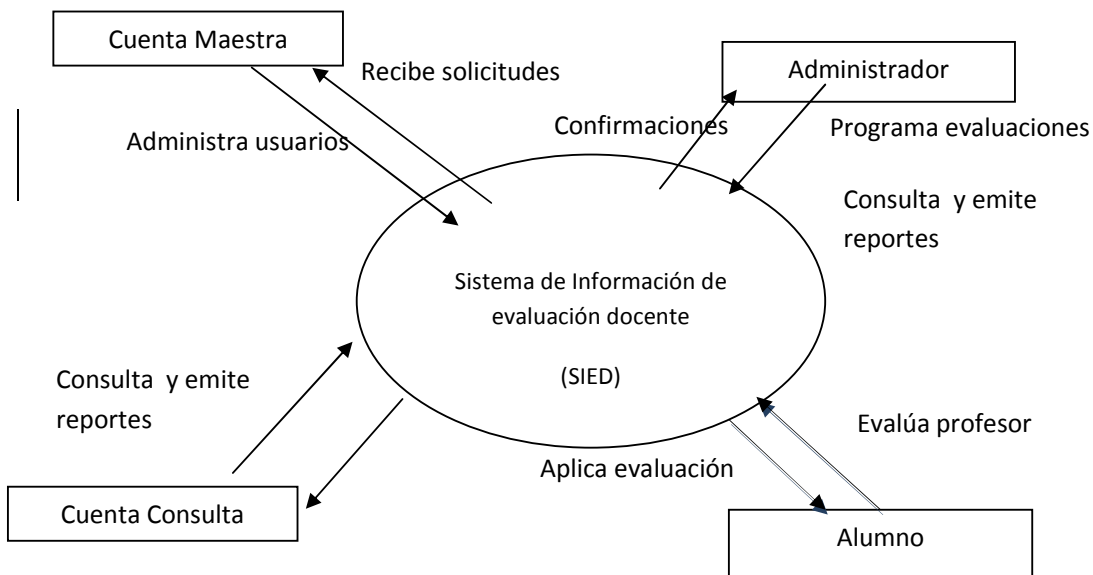 Cuenta Maestra
Recibe solicitudes
Administrador
Confirmaciones
Programa evaluaciones
Administra usuarios
Consulta y emite
reportes
Sistema de Información de
evaluación docente
(SIED)
Consulta y emite
reportes
Evalúa profesor
Aplica evaluación
Cuenta Consulta
Alumno